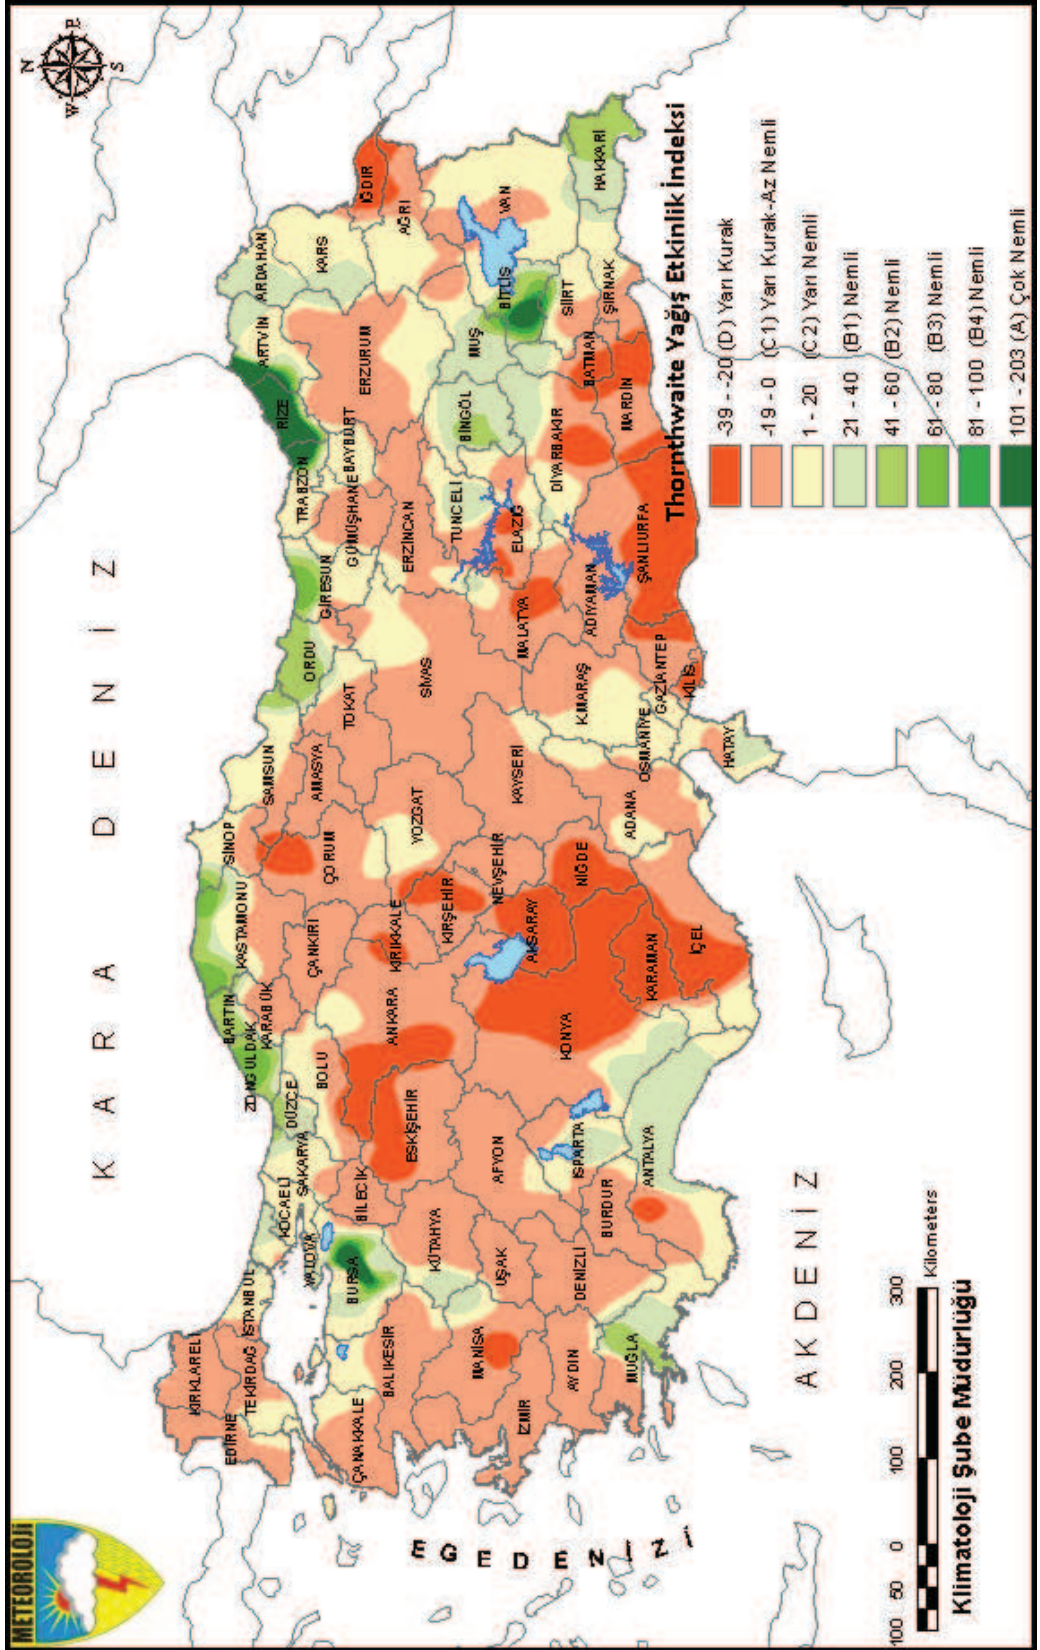 METEOROLOJİ
N
W
P
S
K A R A D E N İ Z
E G E D E N İ Z İ
A K D E N İ Z
KIRKLARELİ
EDİRNE
TEKİRDAĞ
İSTANBUL
ÇANAKKALE
BALIKESİR
BURSA
YALOVA
KOCAELİ
SAKARYA
DÜZCE
BİLECİK
BOLU
ZONGULDAK
BARTIN
KARABÜK
KASTAMONU
SİNOP
ÇANKIRI
ÇORUM
SAMSUN
AMASYA
TOKAT
ORDU
GİRESUN
TRABZON
GÜMÜŞHANE
BAYBURT
RİZE
ARTVİN
ARDAHAN
KARS
IĞDIR
AĞRI
ERZURUM
ERZİNCAN
SİVAS
YOZGAT
KIRIKKALE
KIRŞEHİR
ANKARA
ESKİŞEHİR
KÜTAHYA
MANİSA
İZMİR
UŞAK
AFYON
AYDIN
DENİZLİ
MUĞLA
BURDUR
ISPARTA
ANTALYA
KONYA
AKSARAY
NEVŞEHİR
NİĞDE
KAYSERİ
KARAMAN
İÇEL
ADANA
OSMANİYE
HATAY
K.MARAŞ
GAZİANTEP
KİLİS
MALATYA
ADIYAMAN
ŞANLIURFA
ELAZIĞ
TUNCELİ
BİNGÖL
MUŞ
BİTLİS
VAN
HAKKARİ
ŞIRNAK
SİİRT
BATMAN
MARDİN
DİYARBAKIR
Thornthwaite Yağış Etkinlik İndeksi
-39 - -20 (D) Yarı Kurak
-19 - 0 (C1) Yarı Kurak-Az Nemli
1 - 20 (C2) Yarı Nemli
21 - 40 (B1) Nemli
41 - 60 (B2) Nemli
61 - 80 (B3) Nemli
81 - 100 (B4) Nemli
101 - 203 (A) Çok Nemli
100 50 0 100 200 300
Kilometers
Klimatoloji Şube Müdürlüğü